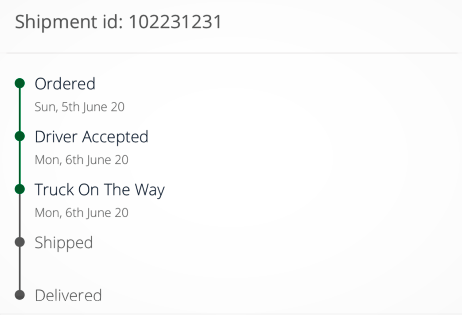 Shipment id: 102231231
Ordered
Sun, 5th June 20
Driver Accepted
Mon, 6th June 20
Truck On The Way
Mon, 6th June 20
Shipped
Delivered